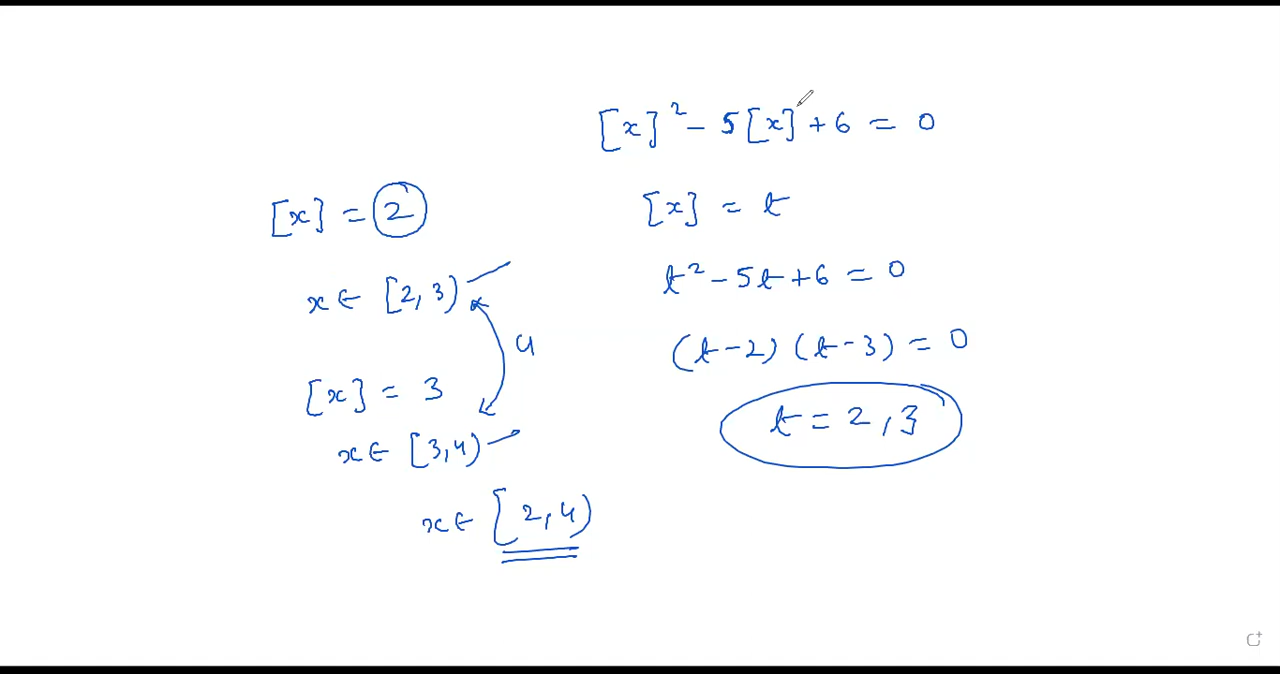 [x]² - 5[x] + 6 = 0
[x] = t
t² - 5t + 6 = 0
(t - 2) (t - 3) = 0
t = 2, 3
[x] = 2
x ∈ [2, 3)
∪
[x] = 3
x ∈ [3, 4)
x ∈ [2, 4)